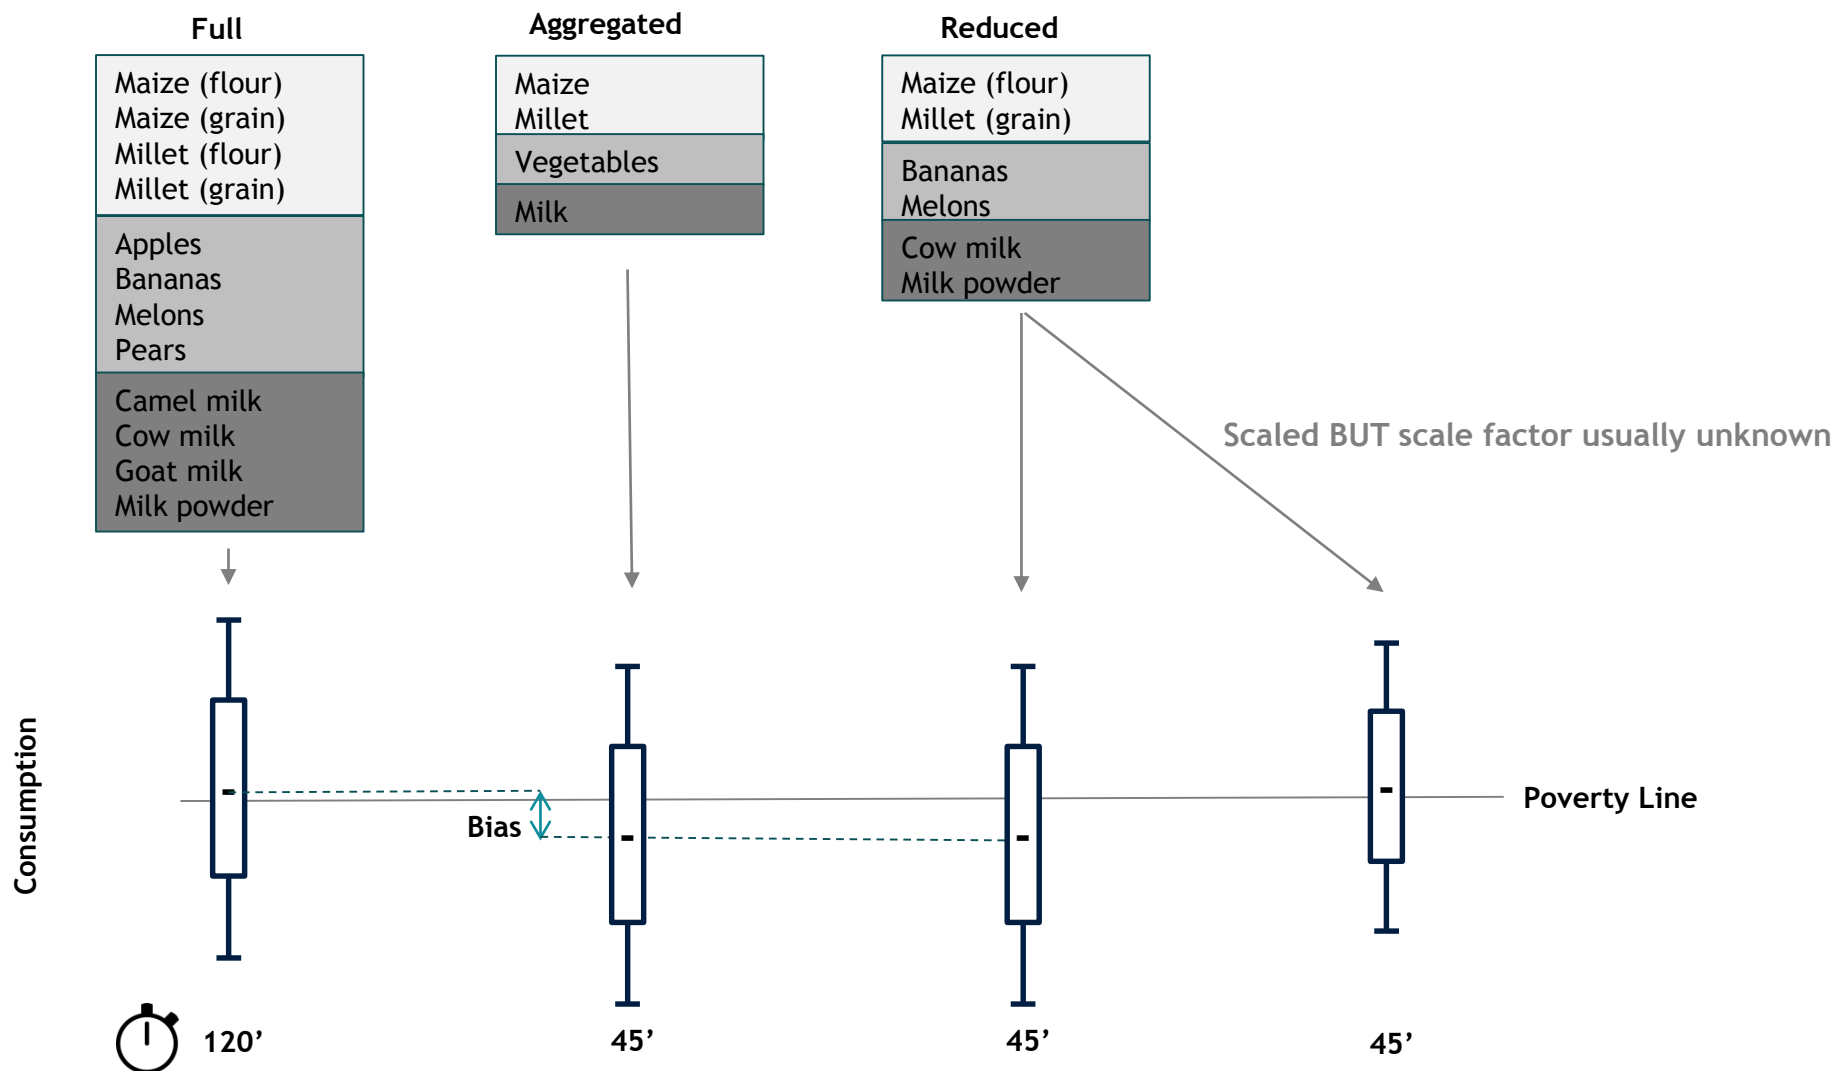 Full
Maize (flour)
Maize (grain)
Millet (flour)
Millet (grain)
Apples
Bananas
Melons
Pears
Camel milk
Cow milk
Goat milk
Milk powder
Aggregated
Maize
Millet
Vegetables
Milk
Reduced
Maize (flour)
Millet (grain)
Bananas
Melons
Cow milk
Milk powder
Scaled BUT scale factor usually unknown
Consumption
Bias
Poverty Line
120’
45’
45’
45’